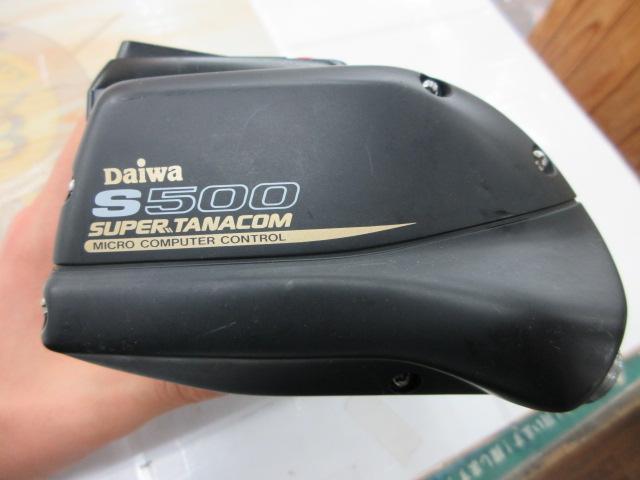 Daiwa
S500
SUPER TANACOM
MICRO COMPUTER CONTROL